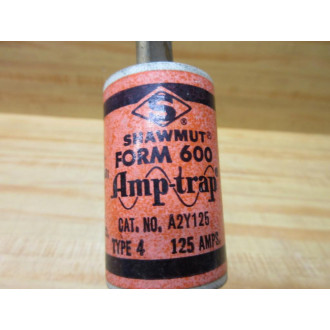 S
SHAWMUT®
FORM 600
Amp-trap®
CAT. NO. A2Y125
TYPE 4 125 AMPS.